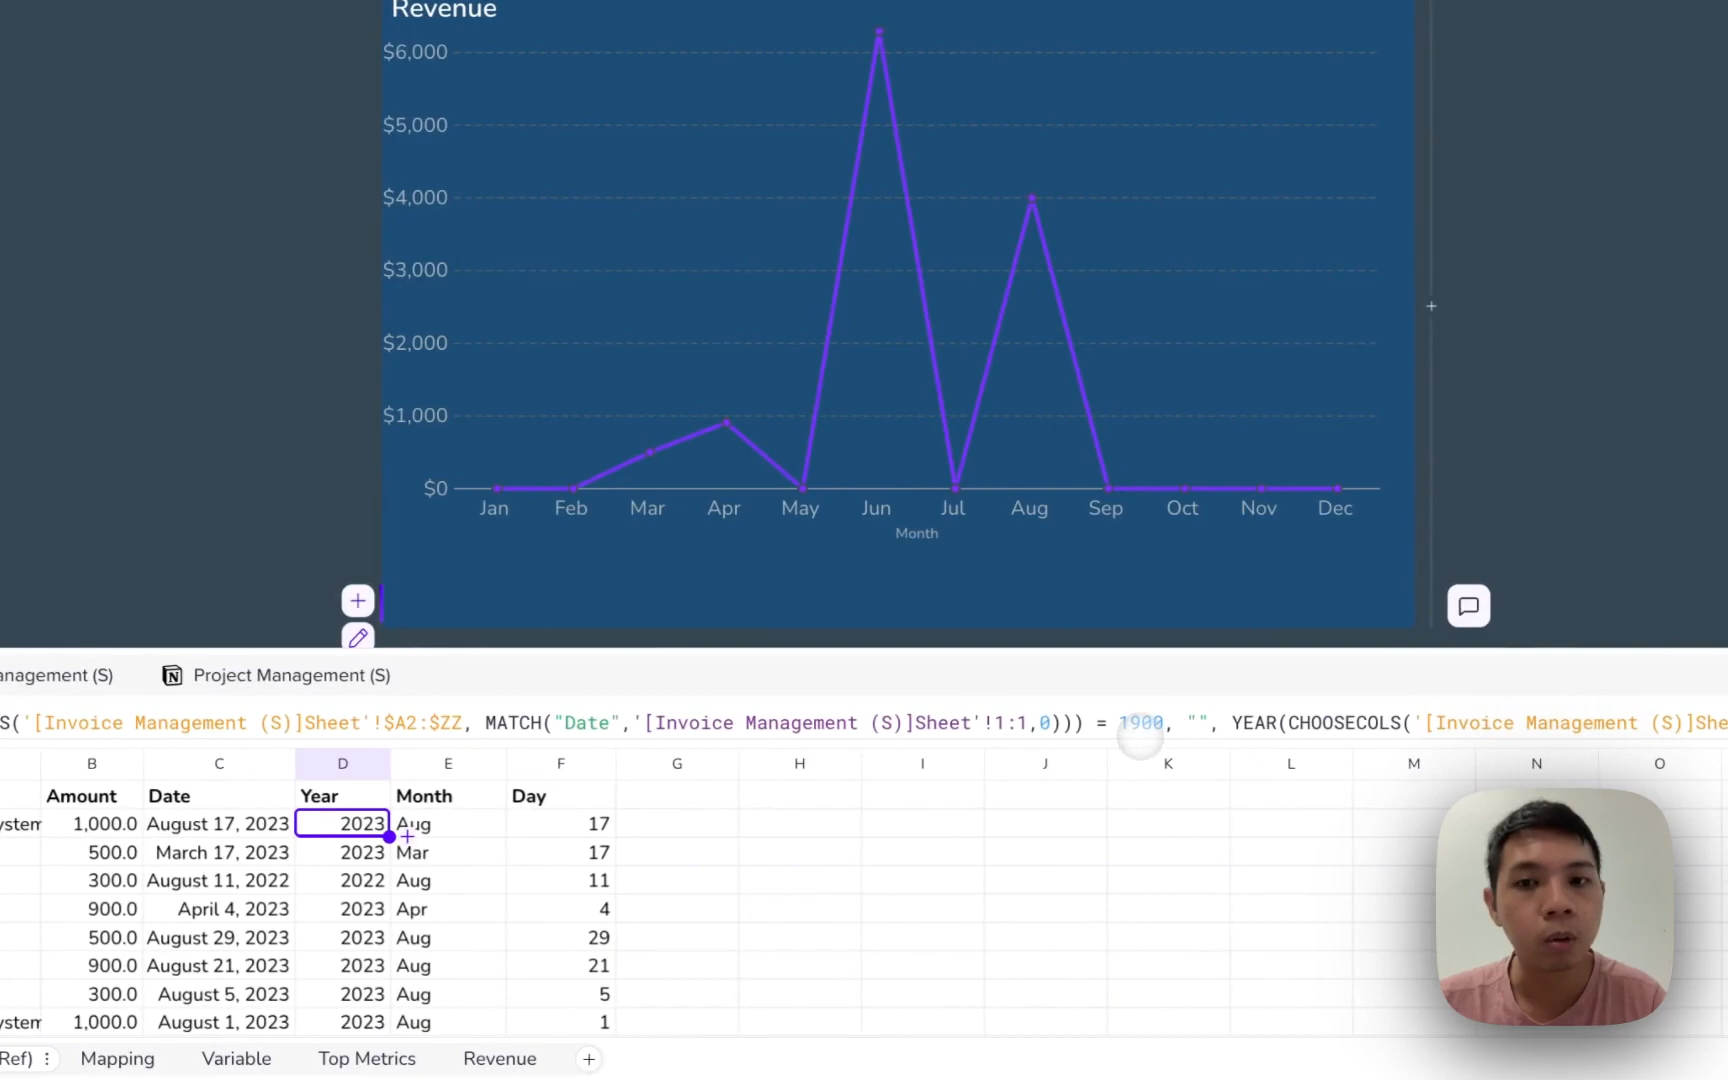 Revenue
$6,000
$5,000
$4,000
$3,000
$2,000
$1,000
$0
Jan Feb Mar Apr May Jun Jul Aug Sep Oct Nov Dec
Month
anagement (S) Project Management (S)
S('[Invoice Management (S)]Sheet'!$A2:$ZZ, MATCH("Date",'[Invoice Management (S)]Sheet'!1:1,0))) = 1900, "", YEAR(CHOOSECOLS('[Invoice Management (S)]She
B C D E F G H I J K L M N O
Amount Date Year Month Day
ystem 1,000.0 August 17, 2023 2023 Aug 17
500.0 March 17, 2023 2023 Mar 17
300.0 August 11, 2022 2022 Aug 11
900.0 April 4, 2023 2023 Apr 4
500.0 August 29, 2023 2023 Aug 29
900.0 August 21, 2023 2023 Aug 21
300.0 August 5, 2023 2023 Aug 5
ystem 1,000.0 August 1, 2023 2023 Aug 1
Ref) Mapping Variable Top Metrics Revenue